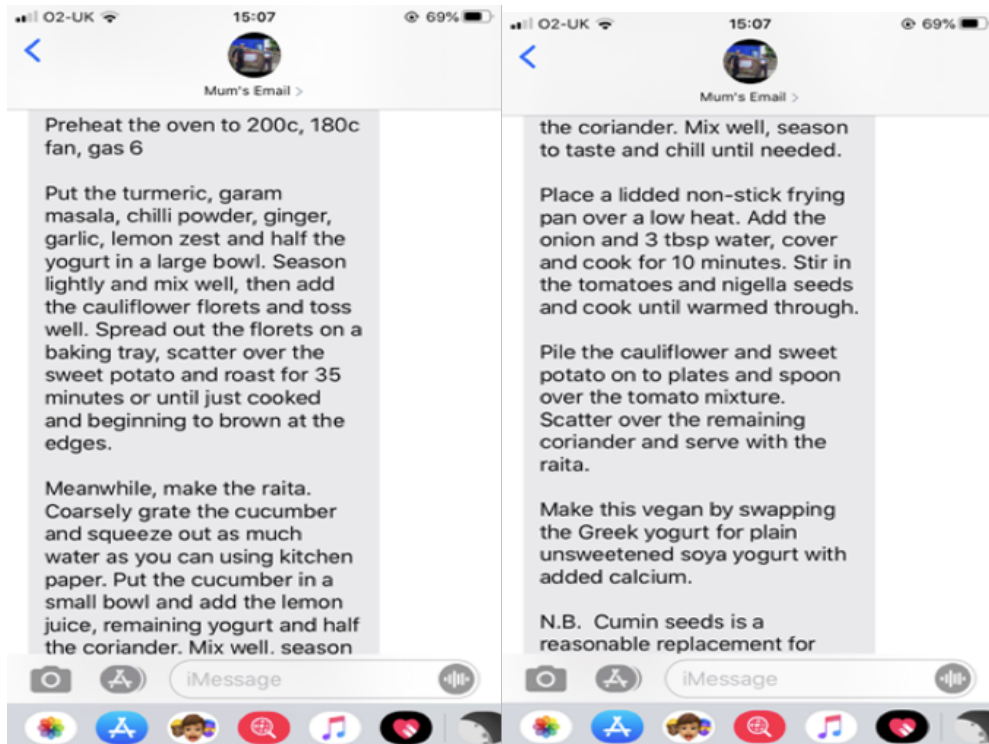 O2-UK
15:07
69%
Mum's Email >
Preheat the oven to 200c, 180c
fan, gas 6
Put the turmeric, garam
masala, chilli powder, ginger,
garlic, lemon zest and half the
yogurt in a large bowl. Season
lightly and mix well, then add
the cauliflower florets and toss
well. Spread out the florets on a
baking tray, scatter over the
sweet potato and roast for 35
minutes or until just cooked
and beginning to brown at the
edges.
Meanwhile, make the raita.
Coarsely grate the cucumber
and squeeze out as much
water as you can using kitchen
paper. Put the cucumber in a
small bowl and add the lemon
juice, remaining yogurt and half
the coriander. Mix well, season
iMessage
O2-UK
15:07
69%
Mum's Email >
the coriander. Mix well, season
to taste and chill until needed.
Place a lidded non-stick frying
pan over a low heat. Add the
onion and 3 tbsp water, cover
and cook for 10 minutes. Stir in
the tomatoes and nigella seeds
and cook until warmed through.
Pile the cauliflower and sweet
potato on to plates and spoon
over the tomato mixture.
Scatter over the remaining
coriander and serve with the
raita.
Make this vegan by swapping
the Greek yogurt for plain
unsweetened soya yogurt with
added calcium.
N.B. Cumin seeds is a
reasonable replacement for
iMessage